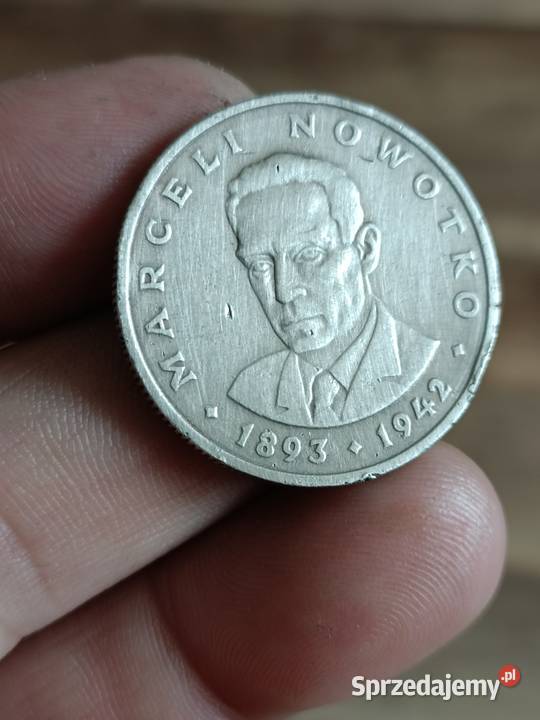 MARCELI NOWOTKO
1893 ⬥ 1942
Sprzedajemy.pl